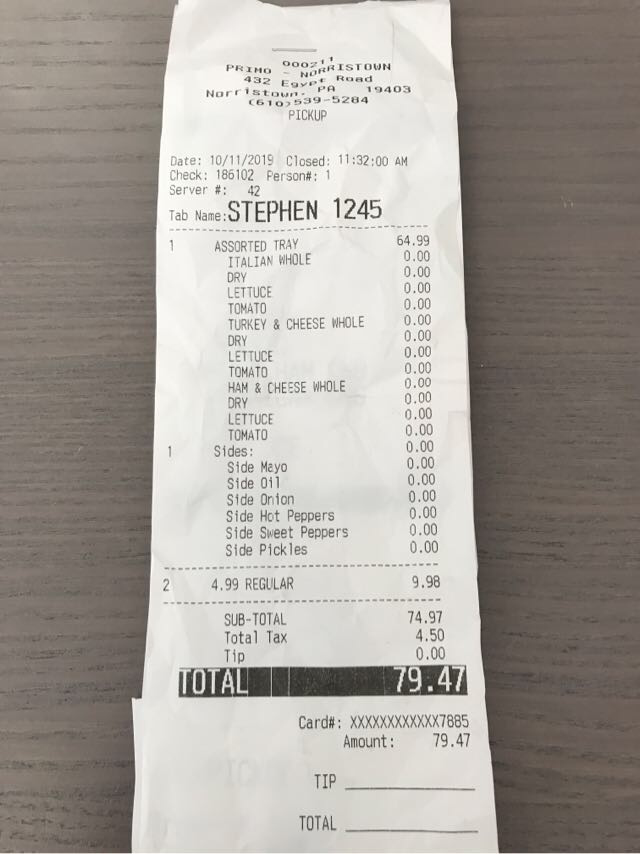 000211
PRIMO - NORRISTOWN
432 Egypt Road
Norristown, PA 19403
(610)539-5284
PICKUP
Date: 10/11/2019 Closed: 11:32:00 AM
Check: 186102 Person#: 1
Server #: 42
Tab Name:STEPHEN 1245
1 ASSORTED TRAY 64.99
ITALIAN WHOLE 0.00
DRY 0.00
LETTUCE 0.00
TOMATO 0.00
TURKEY & CHEESE WHOLE 0.00
DRY 0.00
LETTUCE 0.00
TOMATO 0.00
HAM & CHEESE WHOLE 0.00
DRY 0.00
LETTUCE 0.00
TOMATO 0.00
1 Sides: 0.00
Side Mayo 0.00
Side Oil 0.00
Side Onion 0.00
Side Hot Peppers 0.00
Side Sweet Peppers 0.00
Side Pickles 0.00
2 4.99 REGULAR 9.98
SUB-TOTAL 74.97
Total Tax 4.50
Tip 0.00
TOTAL 79.47
Card#: XXXXXXXXXXXX7885
Amount: 79.47
TIP
TOTAL